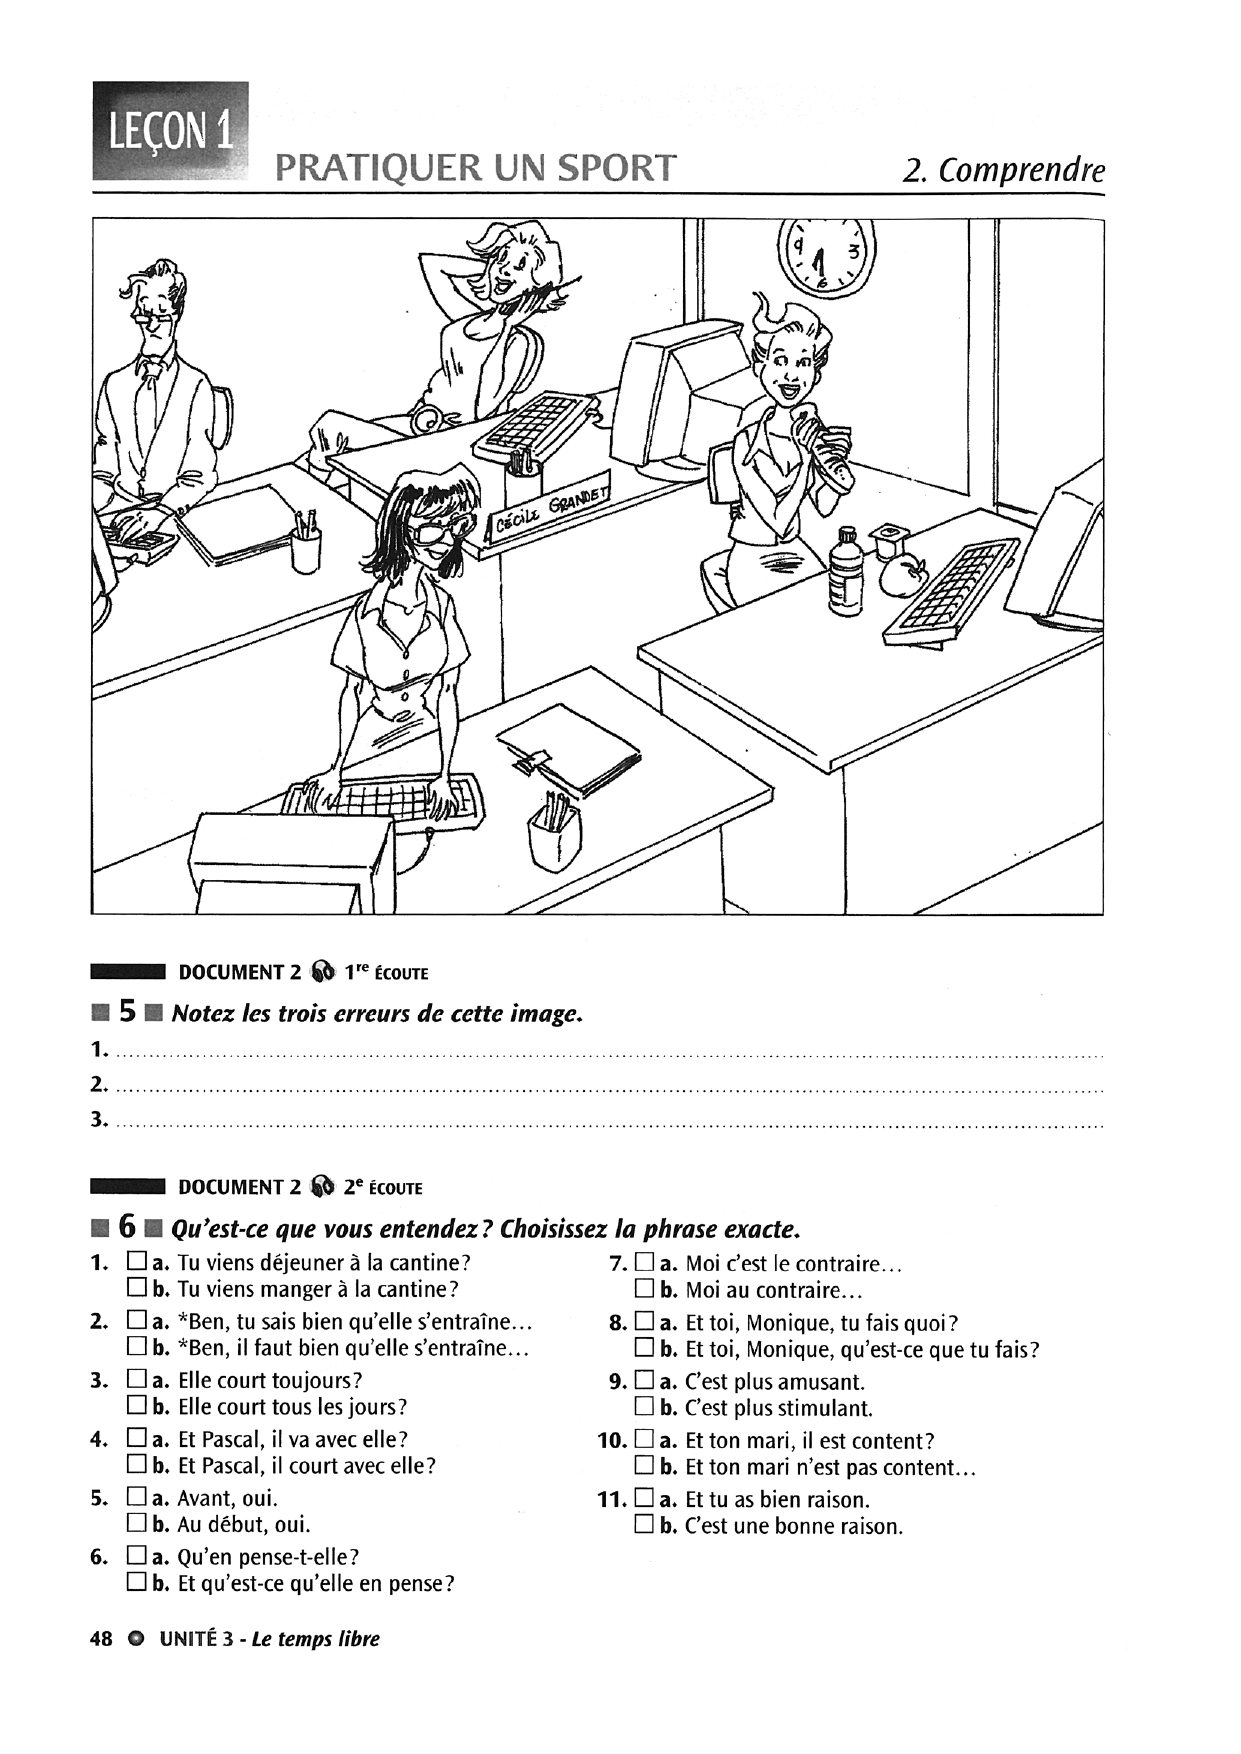 LEÇON 1
PRATIQUER UN SPORT
2. Comprendre
9 3
6
CÉCILE GRANDET
DOCUMENT 2 1re ÉCOUTE
5 Notez les trois erreurs de cette image.
1.
2.
3.
DOCUMENT 2 2e ÉCOUTE
6 Qu'est-ce que vous entendez ? Choisissez la phrase exacte.
1. a. Tu viens déjeuner à la cantine ?
b. Tu viens manger à la cantine ?
2. a. *Ben, tu sais bien qu'elle s'entraîne...
b. *Ben, il faut bien qu'elle s'entraîne...
3. a. Elle court toujours ?
b. Elle court tous les jours ?
4. a. Et Pascal, il va avec elle ?
b. Et Pascal, il court avec elle ?
5. a. Avant, oui.
b. Au début, oui.
6. a. Qu'en pense-t-elle ?
b. Et qu'est-ce qu'elle en pense ?
7. a. Moi c'est le contraire...
b. Moi au contraire...
8. a. Et toi, Monique, tu fais quoi ?
b. Et toi, Monique, qu'est-ce que tu fais ?
9. a. C'est plus amusant.
b. C'est plus stimulant.
10. a. Et ton mari, il est content ?
b. Et ton mari n'est pas content...
11. a. Et tu as bien raison.
b. C'est une bonne raison.
48 UNITÉ 3 - Le temps libre